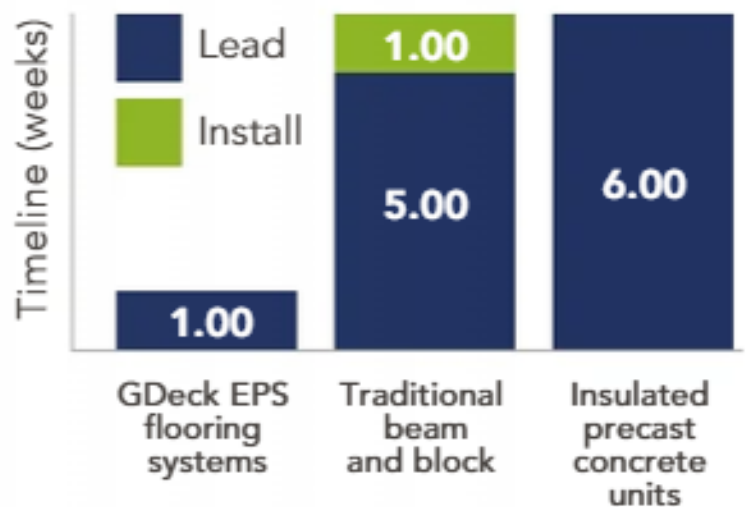 Timeline (weeks)
Lead
Install
1.00
1.00
5.00
6.00
GDeck EPS
flooring
systems
Traditional
beam
and block
Insulated
precast
concrete
units